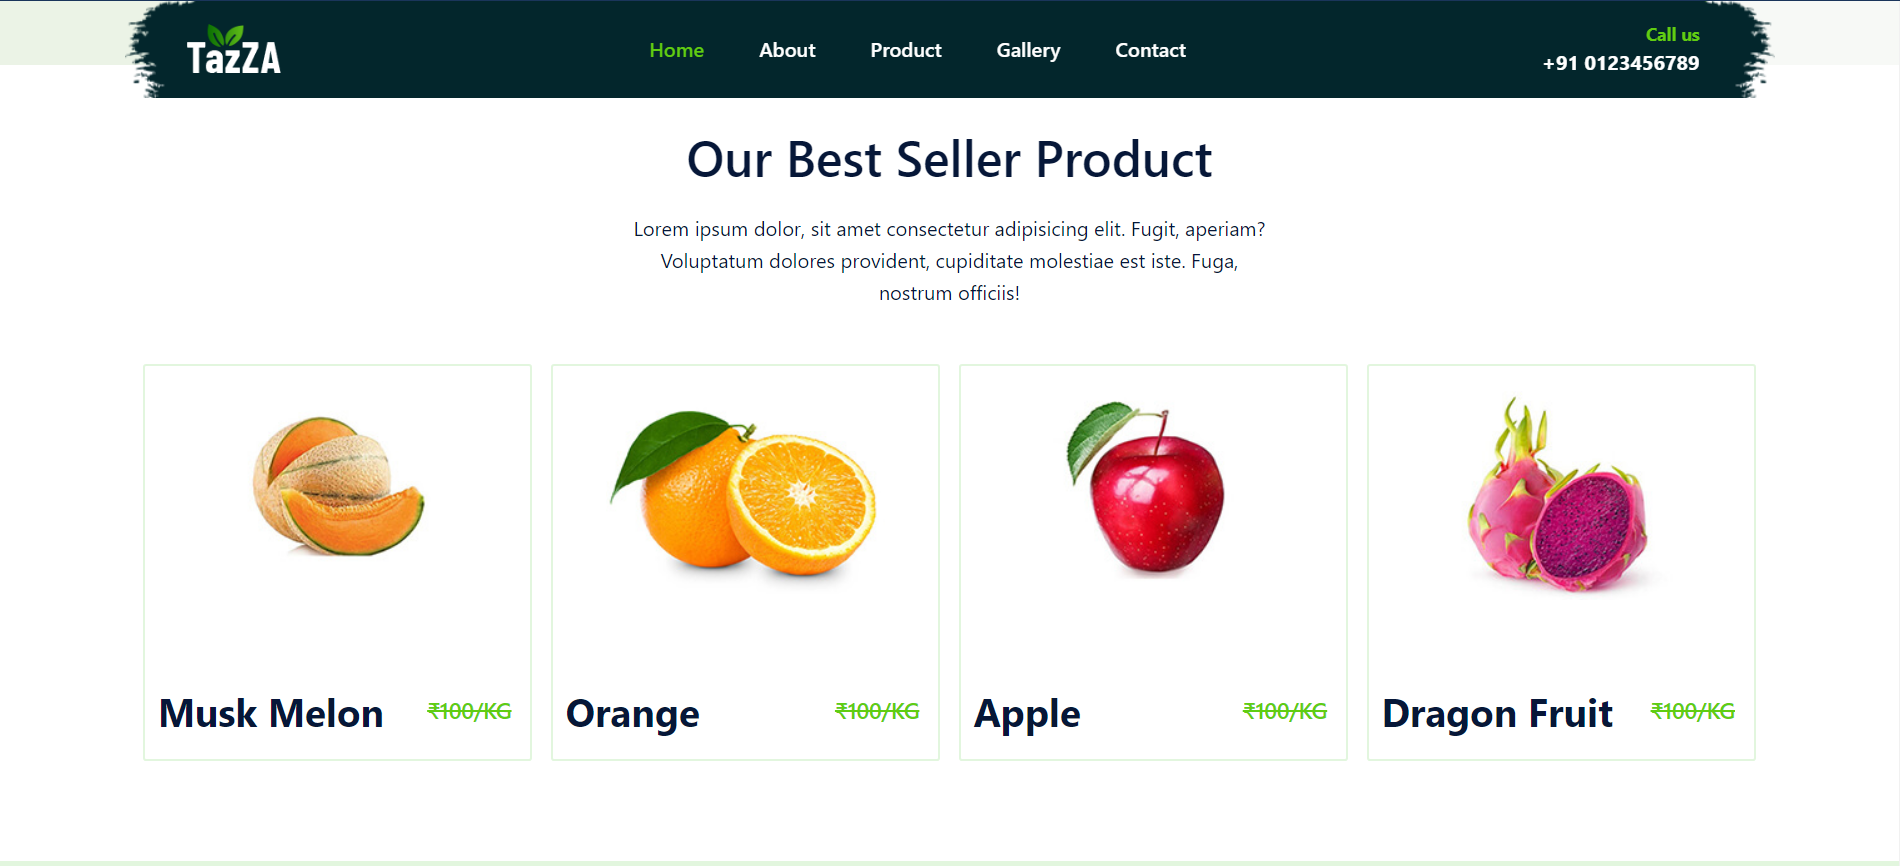 TazZA
Home
About
Product
Gallery
Contact
Call us
+91 0123456789
Our Best Seller Product
Lorem ipsum dolor, sit amet consectetur adipisicing elit. Fugit, aperiam?
Voluptatum dolores provident, cupiditate molestiae est iste. Fuga,
nostrum officiis!
Musk Melon
₹100/KG
Orange
₹100/KG
Apple
₹100/KG
Dragon Fruit
₹100/KG